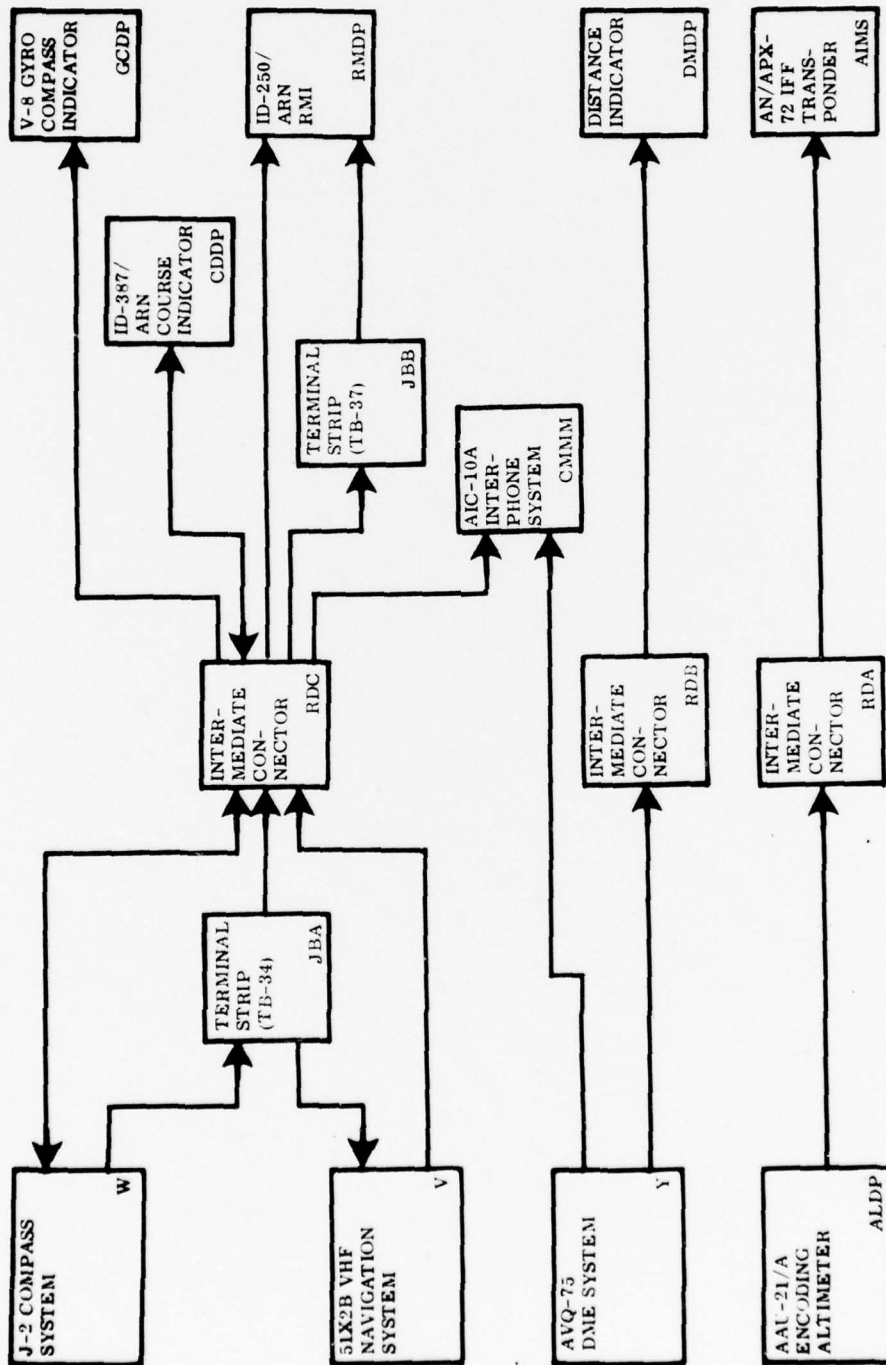 J-2 COMPASS
SYSTEM
W
51X2B VHF
NAVIGATION
SYSTEM
V
AVQ-75
DME SYSTEM
Y
AAU-21/A
ENCODING
ALTIMETER
ALDP
TERMINAL
STRIP
(TB-34)
JBA
INTER-
MEDIATE
CON-
NECTOR
RDC
INTER-
MEDIATE
CON-
NECTOR
RDB
INTER-
MEDIATE
CON-
NECTOR
RDA
TERMINAL
STRIP
(TB-37)
JBB
AIC-10A
INTER-
PHONE
SYSTEM
CMMM
ID-387/
ARN
COURSE
INDICATOR
CDDP
V-8 GYRO
COMPASS
INDICATOR
GCDP
ID-250/
ARN
RMI
RMDP
DISTANCE
INDICATOR
DMDP
AN/APX-
72 IFF
TRANS-
PONDER
AIMS